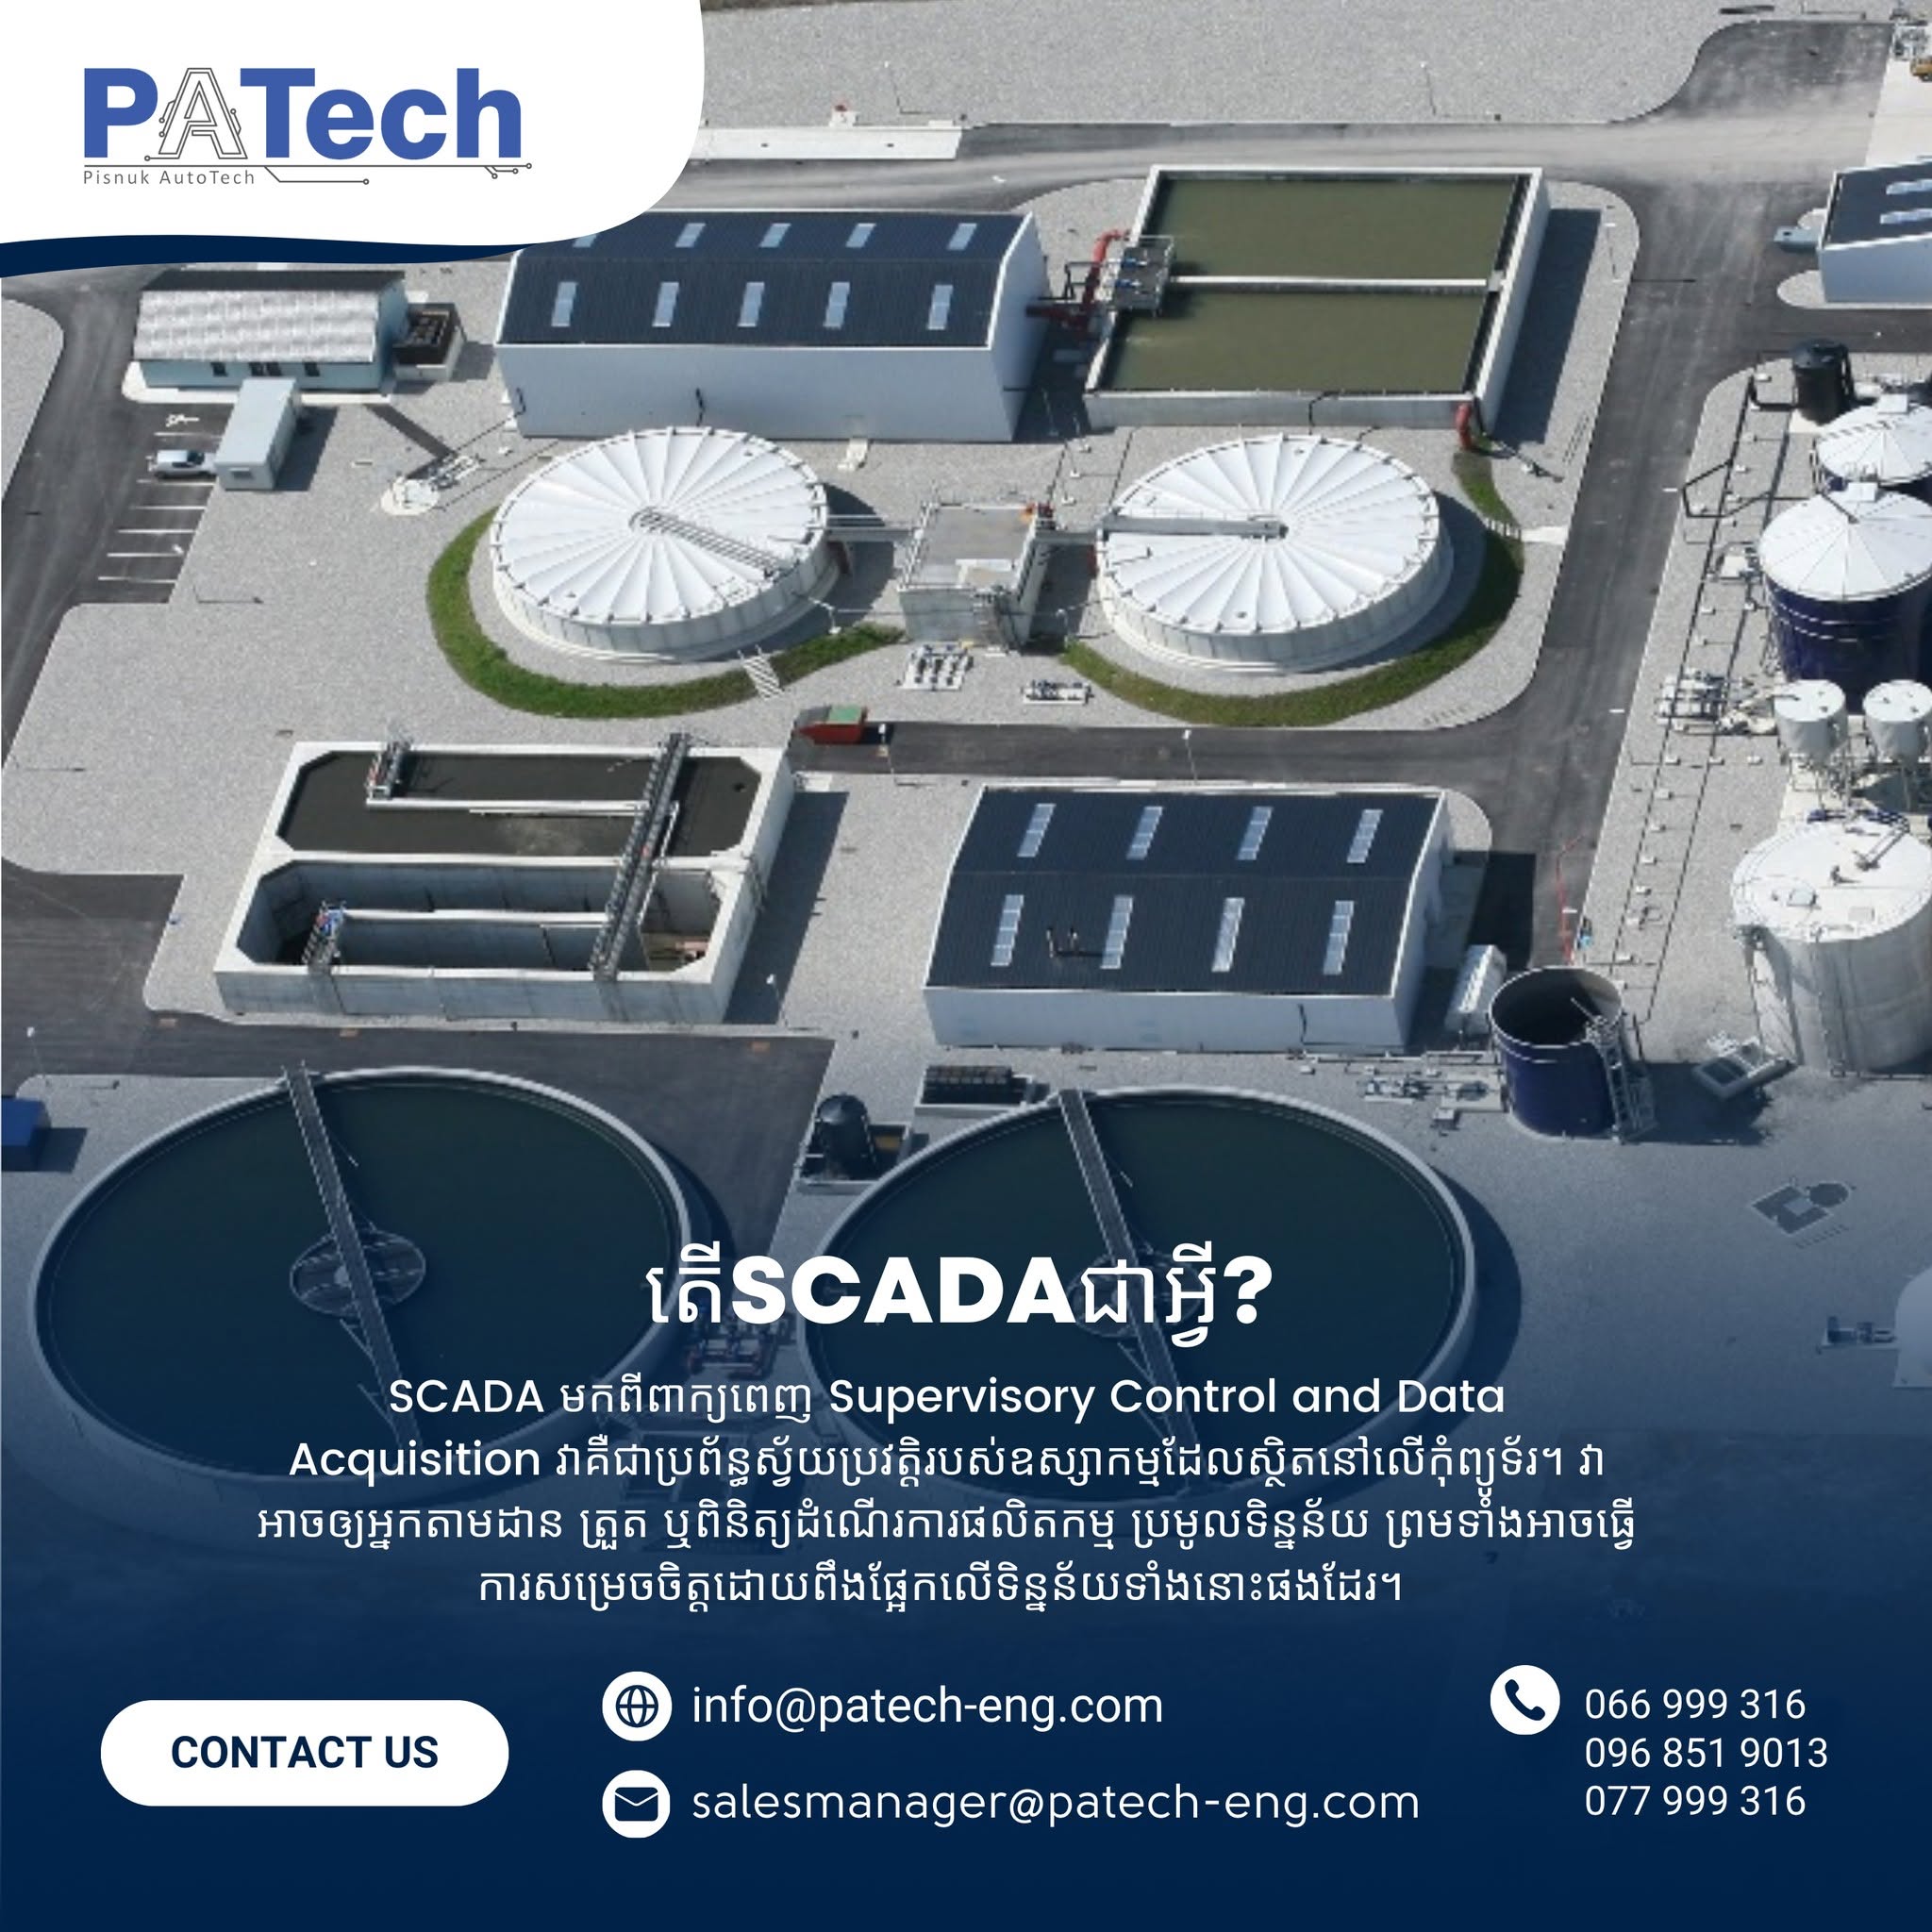 PATech
Pisnuk AutoTech
តើSCADAជាអ្វី?
SCADA មកពីពាក្យពេញ Supervisory Control and Data
Acquisition វាគឺជាប្រព័ន្ធស្វ័យប្រវត្តិរបស់ឧស្សាកម្មដែលស្ថិតនៅលើកុំព្យូទ័រ។ វា
អាចឲ្យអ្នកតាមដាន ត្រួត ឬពិនិត្យដំណើរការផលិតកម្ម ប្រមូលទិន្នន័យ ព្រមទាំងអាចធ្វើ
ការសម្រេចចិត្តដោយពឹងផ្អែកលើទិន្នន័យទាំងនោះផងដែរ។
CONTACT US
info@patech-eng.com
salesmanager@patech-eng.com
066 999 316
096 851 9013
077 999 316